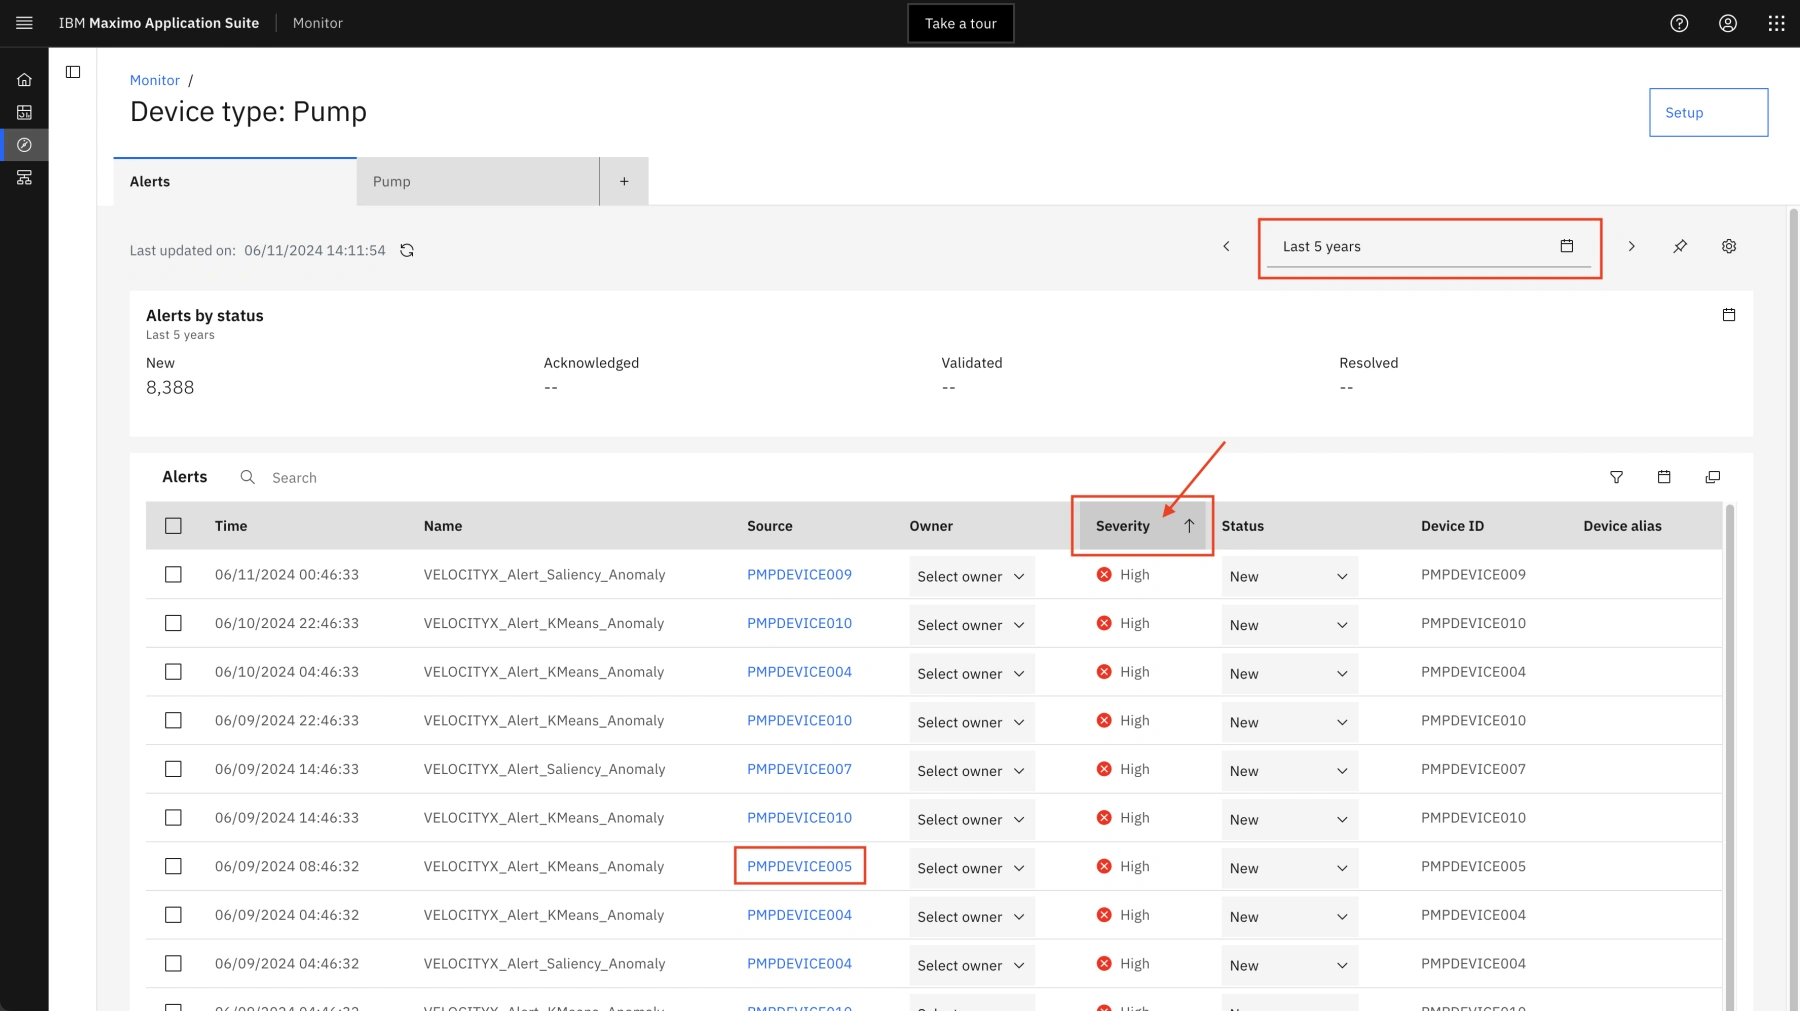 IBM Maximo Application Suite Monitor Take a tour
Monitor /
Device type: Pump
Setup
Alerts Pump +
Last updated on: 06/11/2024 14:11:54
Last 5 years
Alerts by status
Last 5 years
New Acknowledged Validated Resolved
8,388 -- -- --
Alerts Search
Time Name Source Owner Severity Status Device ID Device alias
06/11/2024 00:46:33 VELOCITYX_Alert_Saliency_Anomaly PMPDEVICE009 Select owner High New PMPDEVICE009
06/10/2024 22:46:33 VELOCITYX_Alert_KMeans_Anomaly PMPDEVICE010 Select owner High New PMPDEVICE010
06/10/2024 04:46:33 VELOCITYX_Alert_KMeans_Anomaly PMPDEVICE004 Select owner High New PMPDEVICE004
06/09/2024 22:46:33 VELOCITYX_Alert_KMeans_Anomaly PMPDEVICE010 Select owner High New PMPDEVICE010
06/09/2024 14:46:33 VELOCITYX_Alert_Saliency_Anomaly PMPDEVICE007 Select owner High New PMPDEVICE007
06/09/2024 14:46:33 VELOCITYX_Alert_KMeans_Anomaly PMPDEVICE010 Select owner High New PMPDEVICE010
06/09/2024 08:46:32 VELOCITYX_Alert_KMeans_Anomaly PMPDEVICE005 Select owner High New PMPDEVICE005
06/09/2024 04:46:32 VELOCITYX_Alert_KMeans_Anomaly PMPDEVICE004 Select owner High New PMPDEVICE004
06/09/2024 04:46:32 VELOCITYX_Alert_Saliency_Anomaly PMPDEVICE004 Select owner High New PMPDEVICE004